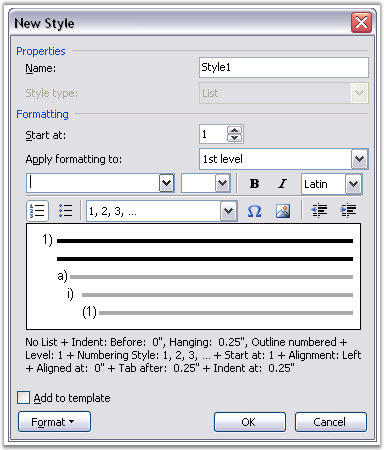 New Style
Properties
Name: Style1
Style type: List
Formatting
Start at: 1
Apply formatting to: 1st level
B I Latin
1, 2, 3, ... Ω
1)
a)
i)
(1)
No List + Indent: Before: 0", Hanging: 0.25", Outline numbered +
Level: 1 + Numbering Style: 1, 2, 3, ... + Start at: 1 + Alignment: Left
+ Aligned at: 0" + Tab after: 0.25" + Indent at: 0.25"
Add to template
Format
OK Cancel